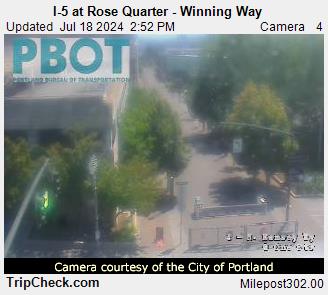 I-5 at Rose Quarter - Winning Way
Updated Jul 18 2024 2:52 PM Camera 4
PBOT
PORTLAND BUREAU OF TRANSPORTATION
Camera courtesy of the City of Portland
TripCheck.com Milepost302.00